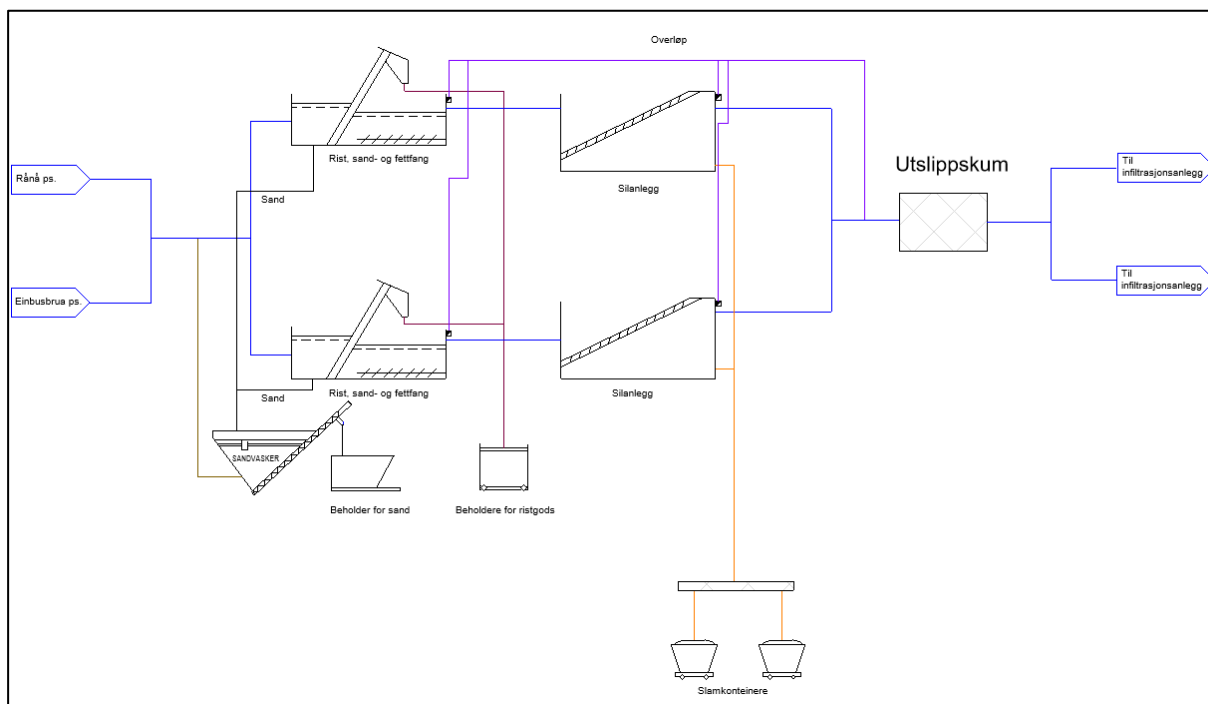 Overløp
Rist, sand- og fettfang
Silanlegg
Utslippskum
Til
infiltrasjonsanlegg
Rånå ps.
Sand
Einbusbrua ps.
Til
infiltrasjonsanlegg
Rist, sand- og fettfang
Silanlegg
Sand
SANDVASKER
Beholder for sand
Beholdere for ristgods
Slamkonteinere